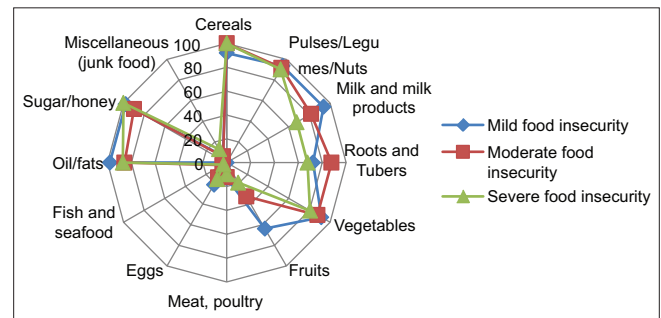 Cereals
Pulses/Legu
mes/Nuts
Milk and milk
products
Roots and
Tubers
Vegetables
Fruits
Meat, poultry
Eggs
Fish and
seafood
Oil/fats
Sugar/honey
Miscellaneous
(junk food)
100
80
60
40
20
0
Mild food insecurity
Moderate food
insecurity
Severe food insecurity